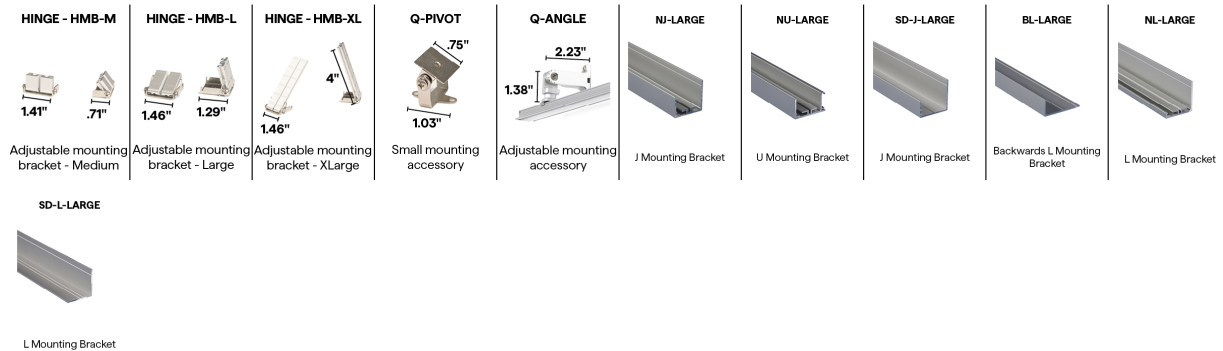 HINGE - HMB-M
1.41"
.71"
Adjustable mounting
bracket - Medium
HINGE - HMB-L
1.46"
1.29"
Adjustable mounting
bracket - Large
HINGE - HMB-XL
4"
1.46"
Adjustable mounting
bracket - XLarge
Q-PIVOT
.75"
1.03"
Small mounting
accessory
Q-ANGLE
2.23"
1.38"
Adjustable mounting
accessory
NJ-LARGE
J Mounting Bracket
NU-LARGE
U Mounting Bracket
SD-J-LARGE
J Mounting Bracket
BL-LARGE
Backwards L Mounting
Bracket
NL-LARGE
L Mounting Bracket
SD-L-LARGE
L Mounting Bracket